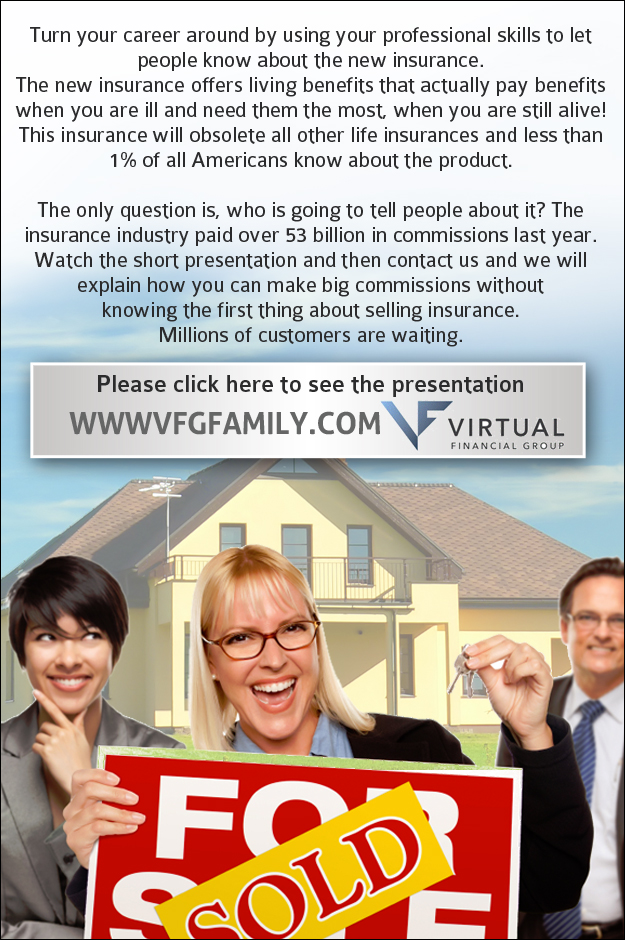 Turn your career around by using your professional skills to let
people know about the new insurance.
The new insurance offers living benefits that actually pay benefits
when you are ill and need them the most, when you are still alive!
This insurance will obsolete all other life insurances and less than
1% of all Americans know about the product.
The only question is, who is going to tell people about it? The
insurance industry paid over 53 billion in commissions last year.
Watch the short presentation and then contact us and we will
explain how you can make big commissions without
knowing the first thing about selling insurance.
Millions of customers are waiting.
Please click here to see the presentation
WWWVFGFAMILY.COM
VF VIRTUAL
FINANCIAL GROUP
FOR
SALE
SOLD